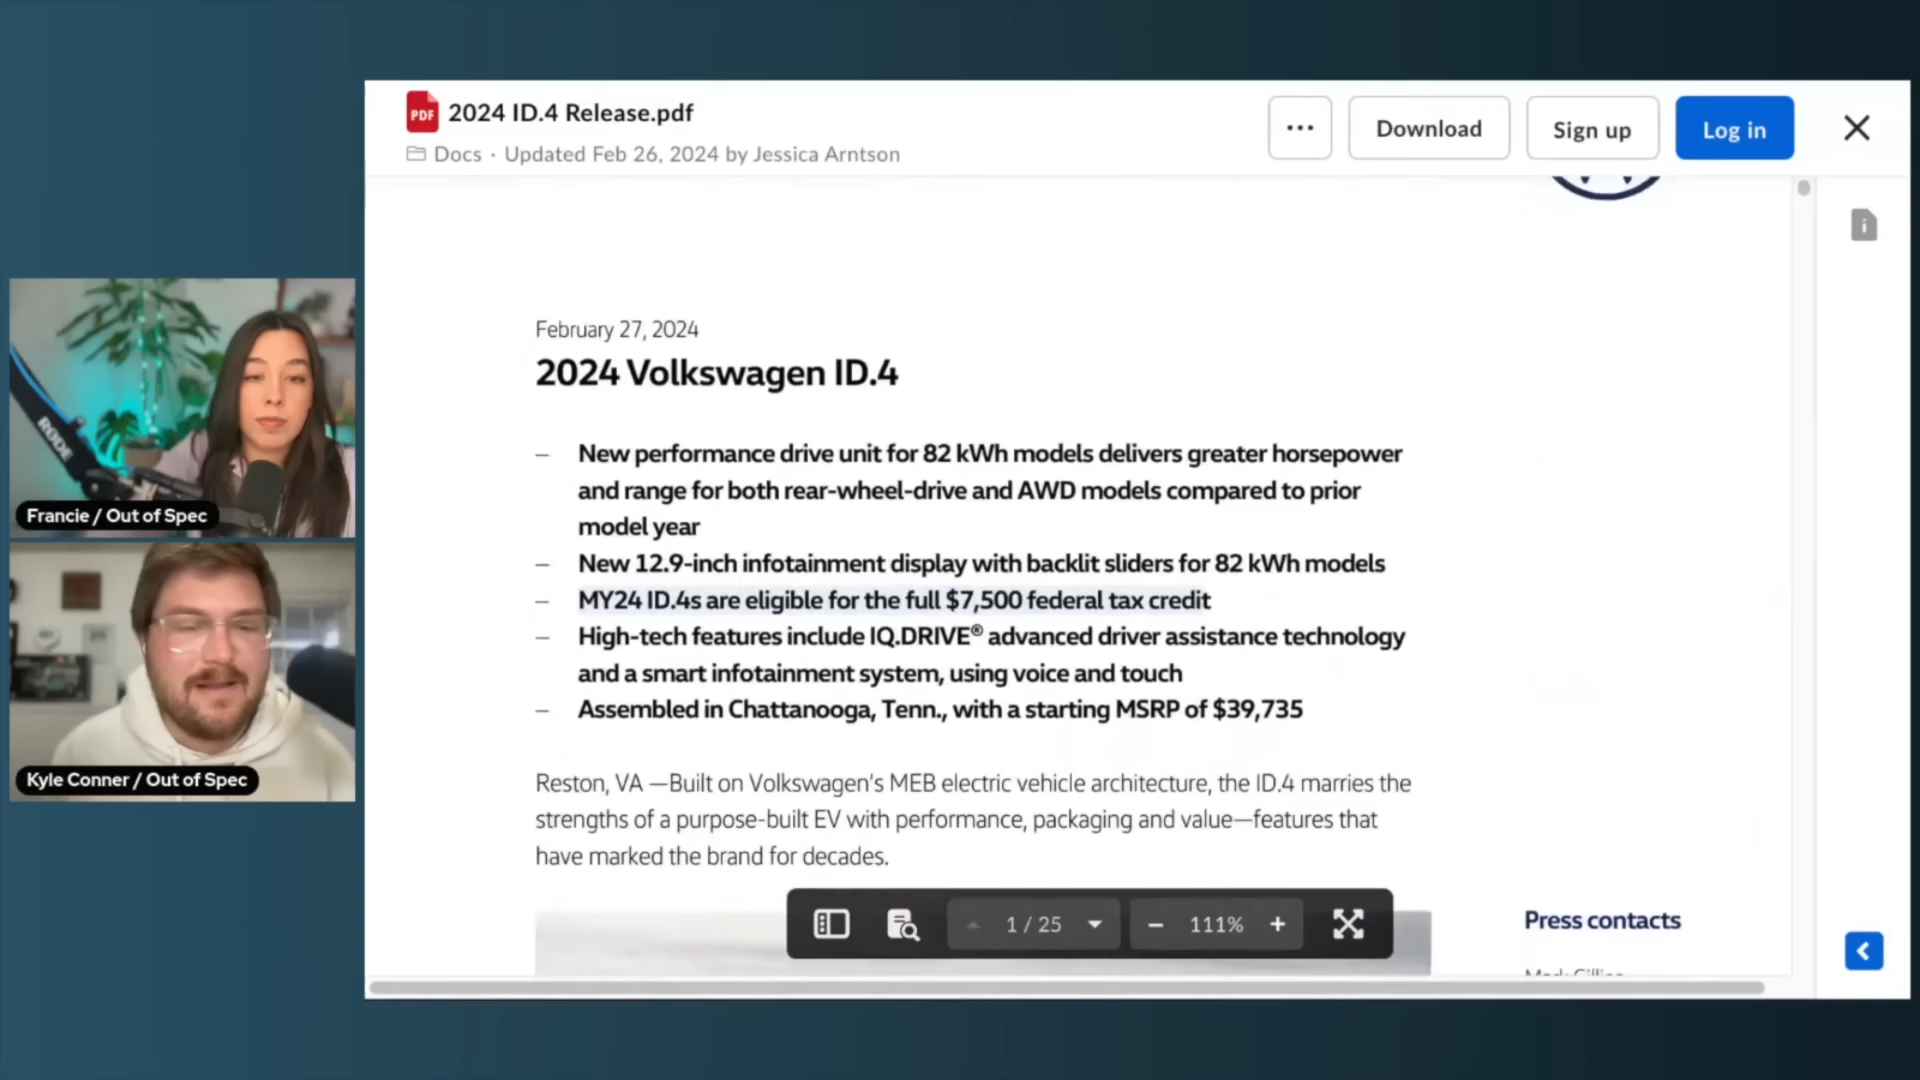 PDF
2024 ID.4 Release.pdf
Docs · Updated Feb 26, 2024 by Jessica Arntson
Download
Sign up
Log in
February 27, 2024
2024 Volkswagen ID.4
– New performance drive unit for 82 kWh models delivers greater horsepower
and range for both rear-wheel-drive and AWD models compared to prior
model year
– New 12.9-inch infotainment display with backlit sliders for 82 kWh models
– MY24 ID.4s are eligible for the full $7,500 federal tax credit
– High-tech features include IQ.DRIVE® advanced driver assistance technology
and a smart infotainment system, using voice and touch
– Assembled in Chattanooga, Tenn., with a starting MSRP of $39,735
Reston, VA —Built on Volkswagen's MEB electric vehicle architecture, the ID.4 marries the
strengths of a purpose-built EV with performance, packaging and value—features that
have marked the brand for decades.
1 / 25
111%
Press contacts
RODE
Francie / Out of Spec
Kyle Conner / Out of Spec